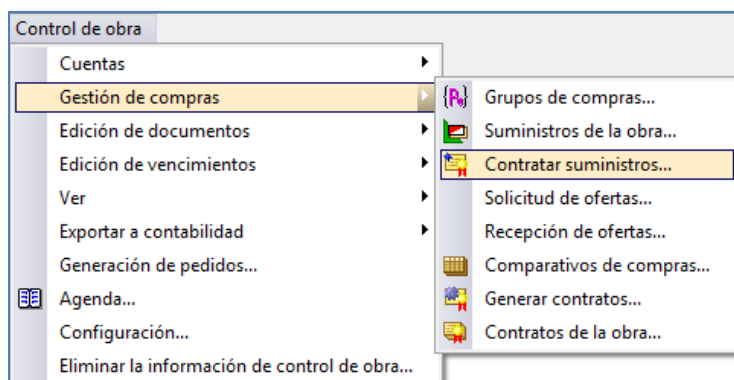 Control de obra
Cuentas
Gestión de compras
Edición de documentos
Edición de vencimientos
Ver
Exportar a contabilidad
Generación de pedidos...
Agenda...
Configuración...
Eliminar la información de control de obra...
Grupos de compras...
Suministros de la obra...
Contratar suministros...
Solicitud de ofertas...
Recepción de ofertas...
Comparativos de compras...
Generar contratos...
Contratos de la obra...